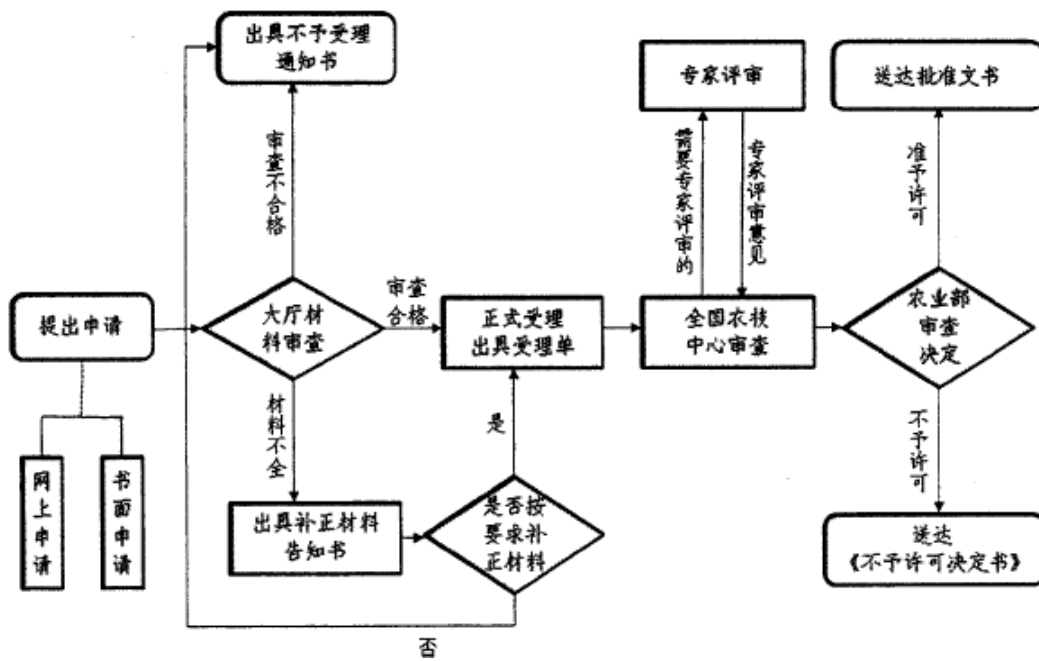 出具不予受理
通知书
专家评审
送达批准文书
审查不合格
需要专家评审的
专家评审意见
准予许可
提出申请
大厅材
料审查
审查
合格
正式受理
出具受理单
全国农技
中心审查
农业部
审查
决定
网上申请
书面申请
材料不全
是
不予许可
出具补正材料
告知书
是否按
要求补
正材料
送达
《不予许可决定书》
否